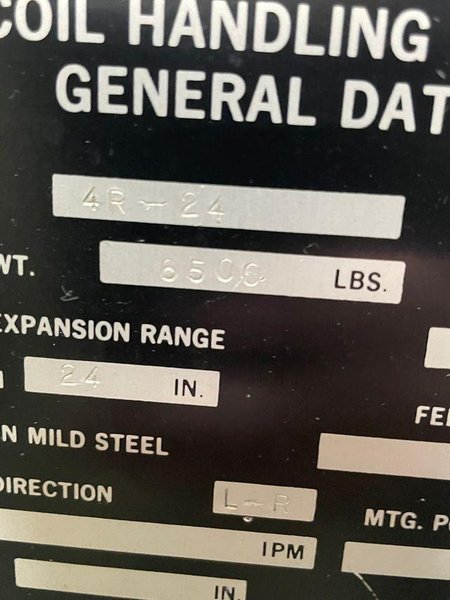 COIL HANDLING
GENERAL DAT
4R-24
WT. 6500 LBS.
EXPANSION RANGE
24 IN.
FEE
N MILD STEEL
DIRECTION L-R
MTG. P
IPM
IN.